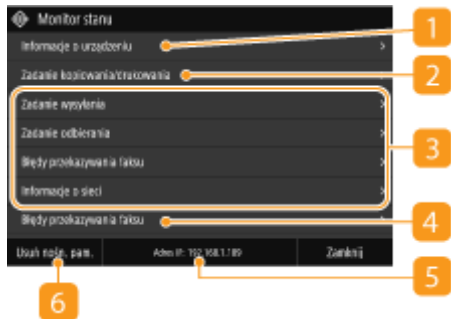 Monitor stanu
Informacje o urządzeniu
1
Zadanie kopiowania/drukowania
2
Zadanie wysyłania
Zadanie odbierania
Błędy przekazywania faksu
Informacje o sieci
3
Błędy przekazywania faksu
4
Usuń nośn. pam.
Adres IP: 192.168.1.189
Zamknij
5
6